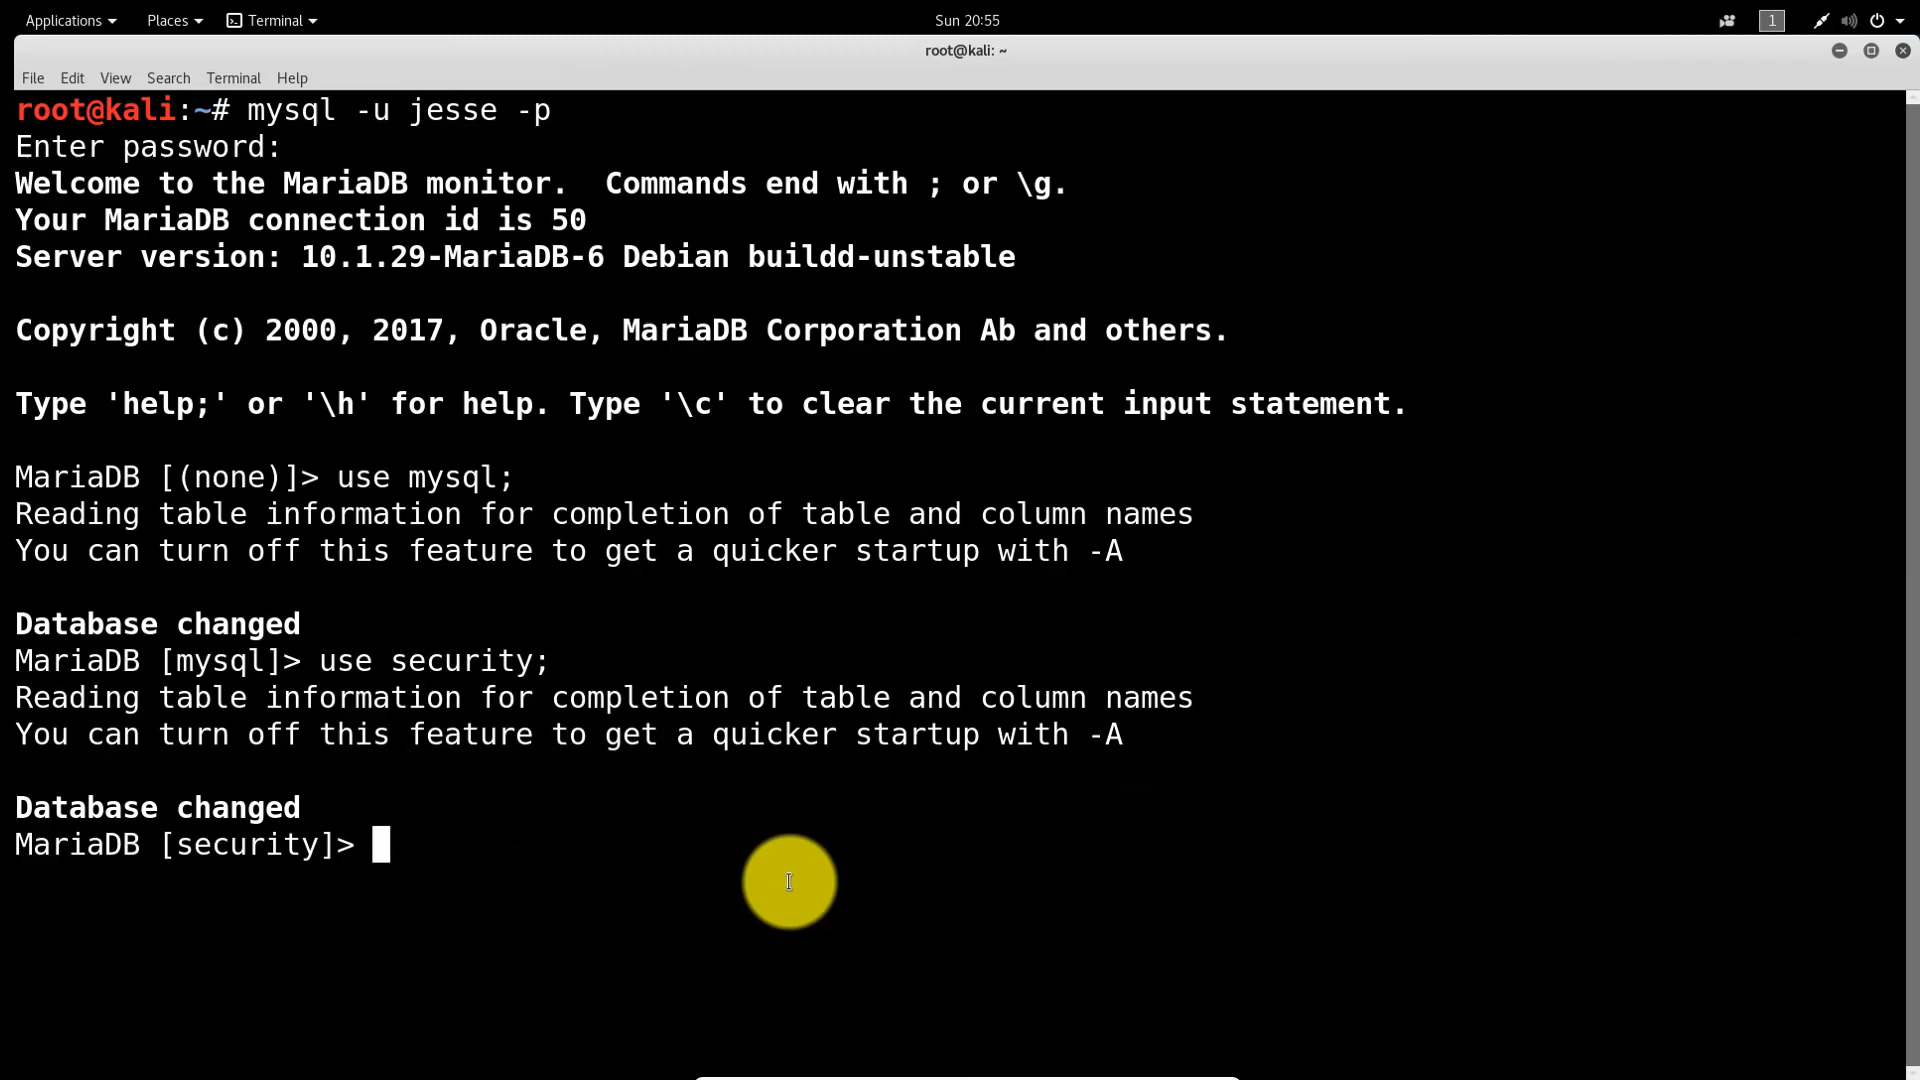 Applications Places Terminal Sun 20:55 1
root@kali: ~
File Edit View Search Terminal Help
root@kali:~# mysql -u jesse -p
Enter password:
Welcome to the MariaDB monitor.  Commands end with ; or \g.
Your MariaDB connection id is 50
Server version: 10.1.29-MariaDB-6 Debian buildd-unstable
Copyright (c) 2000, 2017, Oracle, MariaDB Corporation Ab and others.
Type 'help;' or '\h' for help. Type '\c' to clear the current input statement.
MariaDB [(none)]> use mysql;
Reading table information for completion of table and column names
You can turn off this feature to get a quicker startup with -A
Database changed
MariaDB [mysql]> use security;
Reading table information for completion of table and column names
You can turn off this feature to get a quicker startup with -A
Database changed
MariaDB [security]>